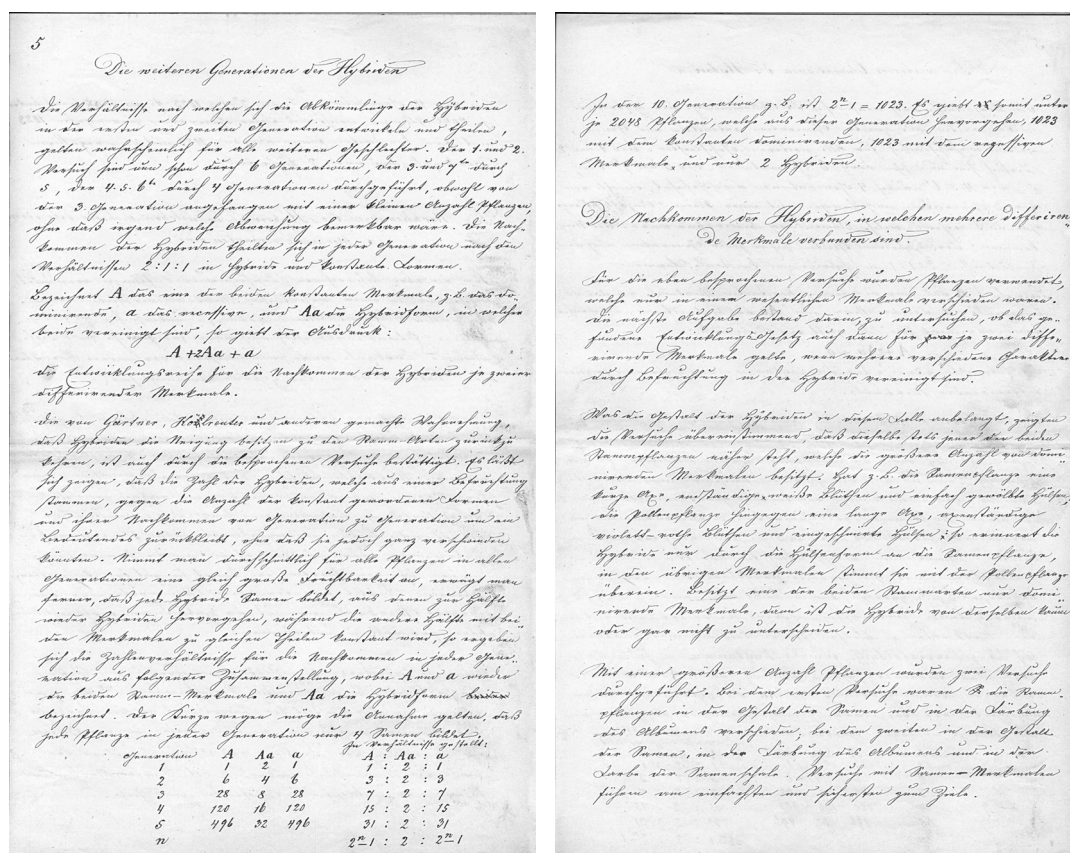 5
Die weiteren Generationen der Hybriden
Die Verhältnisse nach welchen sich die Abkömmlinge der Hybriden
in der ersten und zweiten Generation entwickeln und theilen,
gelten wahrscheinlich für alle weiteren Geschlechter. Der 1. und 2.
Versuch sind nun schon durch 6 Generationen, der 3. und 7te durch
5, der 4. 5. 6te durch 4 Generationen durchgeführt, obwohl von
der 3. Generation angefangen mit einer kleinen Anzahl Pflanzen,
ohne daß irgend welche Abweichung bemerkbar wäre. Die Nach-
kommen der Hybriden theilten sich in jeder Generation nach den
Verhältnissen 2:1:1 in hybride und konstante Formen.
Bezeichnet A das eine der beiden konstanten Merkmale, z.B. das do-
minirende, a das recessive, und Aa die Hybridform, in welcher
beide vereinigt sind, so giebt der Ausdruck:
A + 2Aa + a
die Entwicklungsreihe für die Nachkommen der Hybriden je zweier
differirender Merkmale.
Die von Gärtner, Kölreuter und anderen gemachte Wahrnehmung,
daß Hybriden die Neigung besitzen zu den Stamm-Arten zurückzu
kehren, ist auch durch die besprochenen Versuche bestättigt. Es läßt
sich zeigen, daß die Zahl der Hybriden, welche aus einer Befruchtung
stammen, gegen die Anzahl der konstant gewordenen Formen
und ihrer Nachkommen von Generation zu Generation um ein
Bedeutendes zurückbleibt, ohne daß sie jedoch ganz verschwinden
könnten. Nimmt man durchschnittlich für alle Pflanzen in allen
Generationen eine gleich große Fruchtbarkeit an, erwägt man
ferner, daß jede Hybride Samen bildet, aus denen zur Hälfte
wieder Hybriden hervorgehen, während die andere Hälfte mit bei-
den Merkmalen zu gleichen Theilen konstant wird, so ergeben
sich die Zahlenverhältnisse für die Nachkommen in jeder Gene-
ration aus folgender Zusammenstellung, wobei A und a wieder
die beiden Stamm-Merkmale und Aa die Hybridform
bezeichnet. Der Kürze wegen möge die Annahme gelten, daß
jede Pflanze in jeder Generation nur 4 Samen bildet.
In Verhältnisse gestellt:
Generation A Aa a A : Aa : a
1 1 2 1 1 : 2 : 1
2 6 4 6 3 : 2 : 3
3 28 8 28 7 : 2 : 7
4 120 16 120 15 : 2 : 15
5 496 32 496 31 : 2 : 31
n 2ⁿ-1 : 2 : 2ⁿ-1
In der 10. Generation z.B. ist 2ⁿ-1 = 1023. Es giebt somit unter
je 2048 Pflanzen, welche aus dieser Generation hervorgehen, 1023
mit dem konstanten dominirenden, 1023 mit dem rezessiven
Merkmale, und nur 2 Hybriden.
Die Nachkommen der Hybriden, in welchen mehrere differiren-
de Merkmale verbunden sind.
Für die eben besprochenen Versuche wurden Pflanzen verwendet,
welche nur in einem wesentlichen Merkmale verschieden waren.
Die nächste Aufgabe bestand darin, zu untersuchen, ob das ge-
fundene Entwicklungs-Gesetz auch dann für je zwei diffe-
rirende Merkmale gelte, wenn mehrere verschiedene Charaktere
durch Befruchtung in der Hybride vereinigt sind.
Was die Gestalt der Hybriden in diesem Falle anbelangt, zeigten
die Versuche übereinstimmend, daß dieselbe stets jener der beiden
Stammpflanzen näher steht, welche die größere Anzahl von domi-
nirenden Merkmalen besitzt. Hat z.B. die Samenpflanze eine
kurze Axe, endständige, weiße Blüthen und einfach gewölbte Hülsen,
die Pollenpflanze hingegen eine lange Axe, axenständige
violett-rothe Blüthen und eingeschnürte Hülsen; so erinnert die
Hybride nur durch die Hülsenform an die Samenpflanze,
in den übrigen Merkmalen stimmt sie mit der Pollenpflanze
überein. Besitzt eine der beiden Stammarten nur domi-
nirende Merkmale, dann ist die Hybride von derselben kaum
oder gar nicht zu unterscheiden.
Mit einer größeren Anzahl Pflanzen wurden zwei Versuche
durchgeführt. Bei dem ersten Versuche waren die Stamm-
pflanzen in der Gestalt der Samen und in der Färbung
des Albumens verschieden; bei dem zweiten in der Gestalt
der Samen, in der Färbung des Albumens und in der
Farbe der Samenschale. Versuche mit Samen-Merkmalen
führen am einfachsten und sichersten zum Ziele.